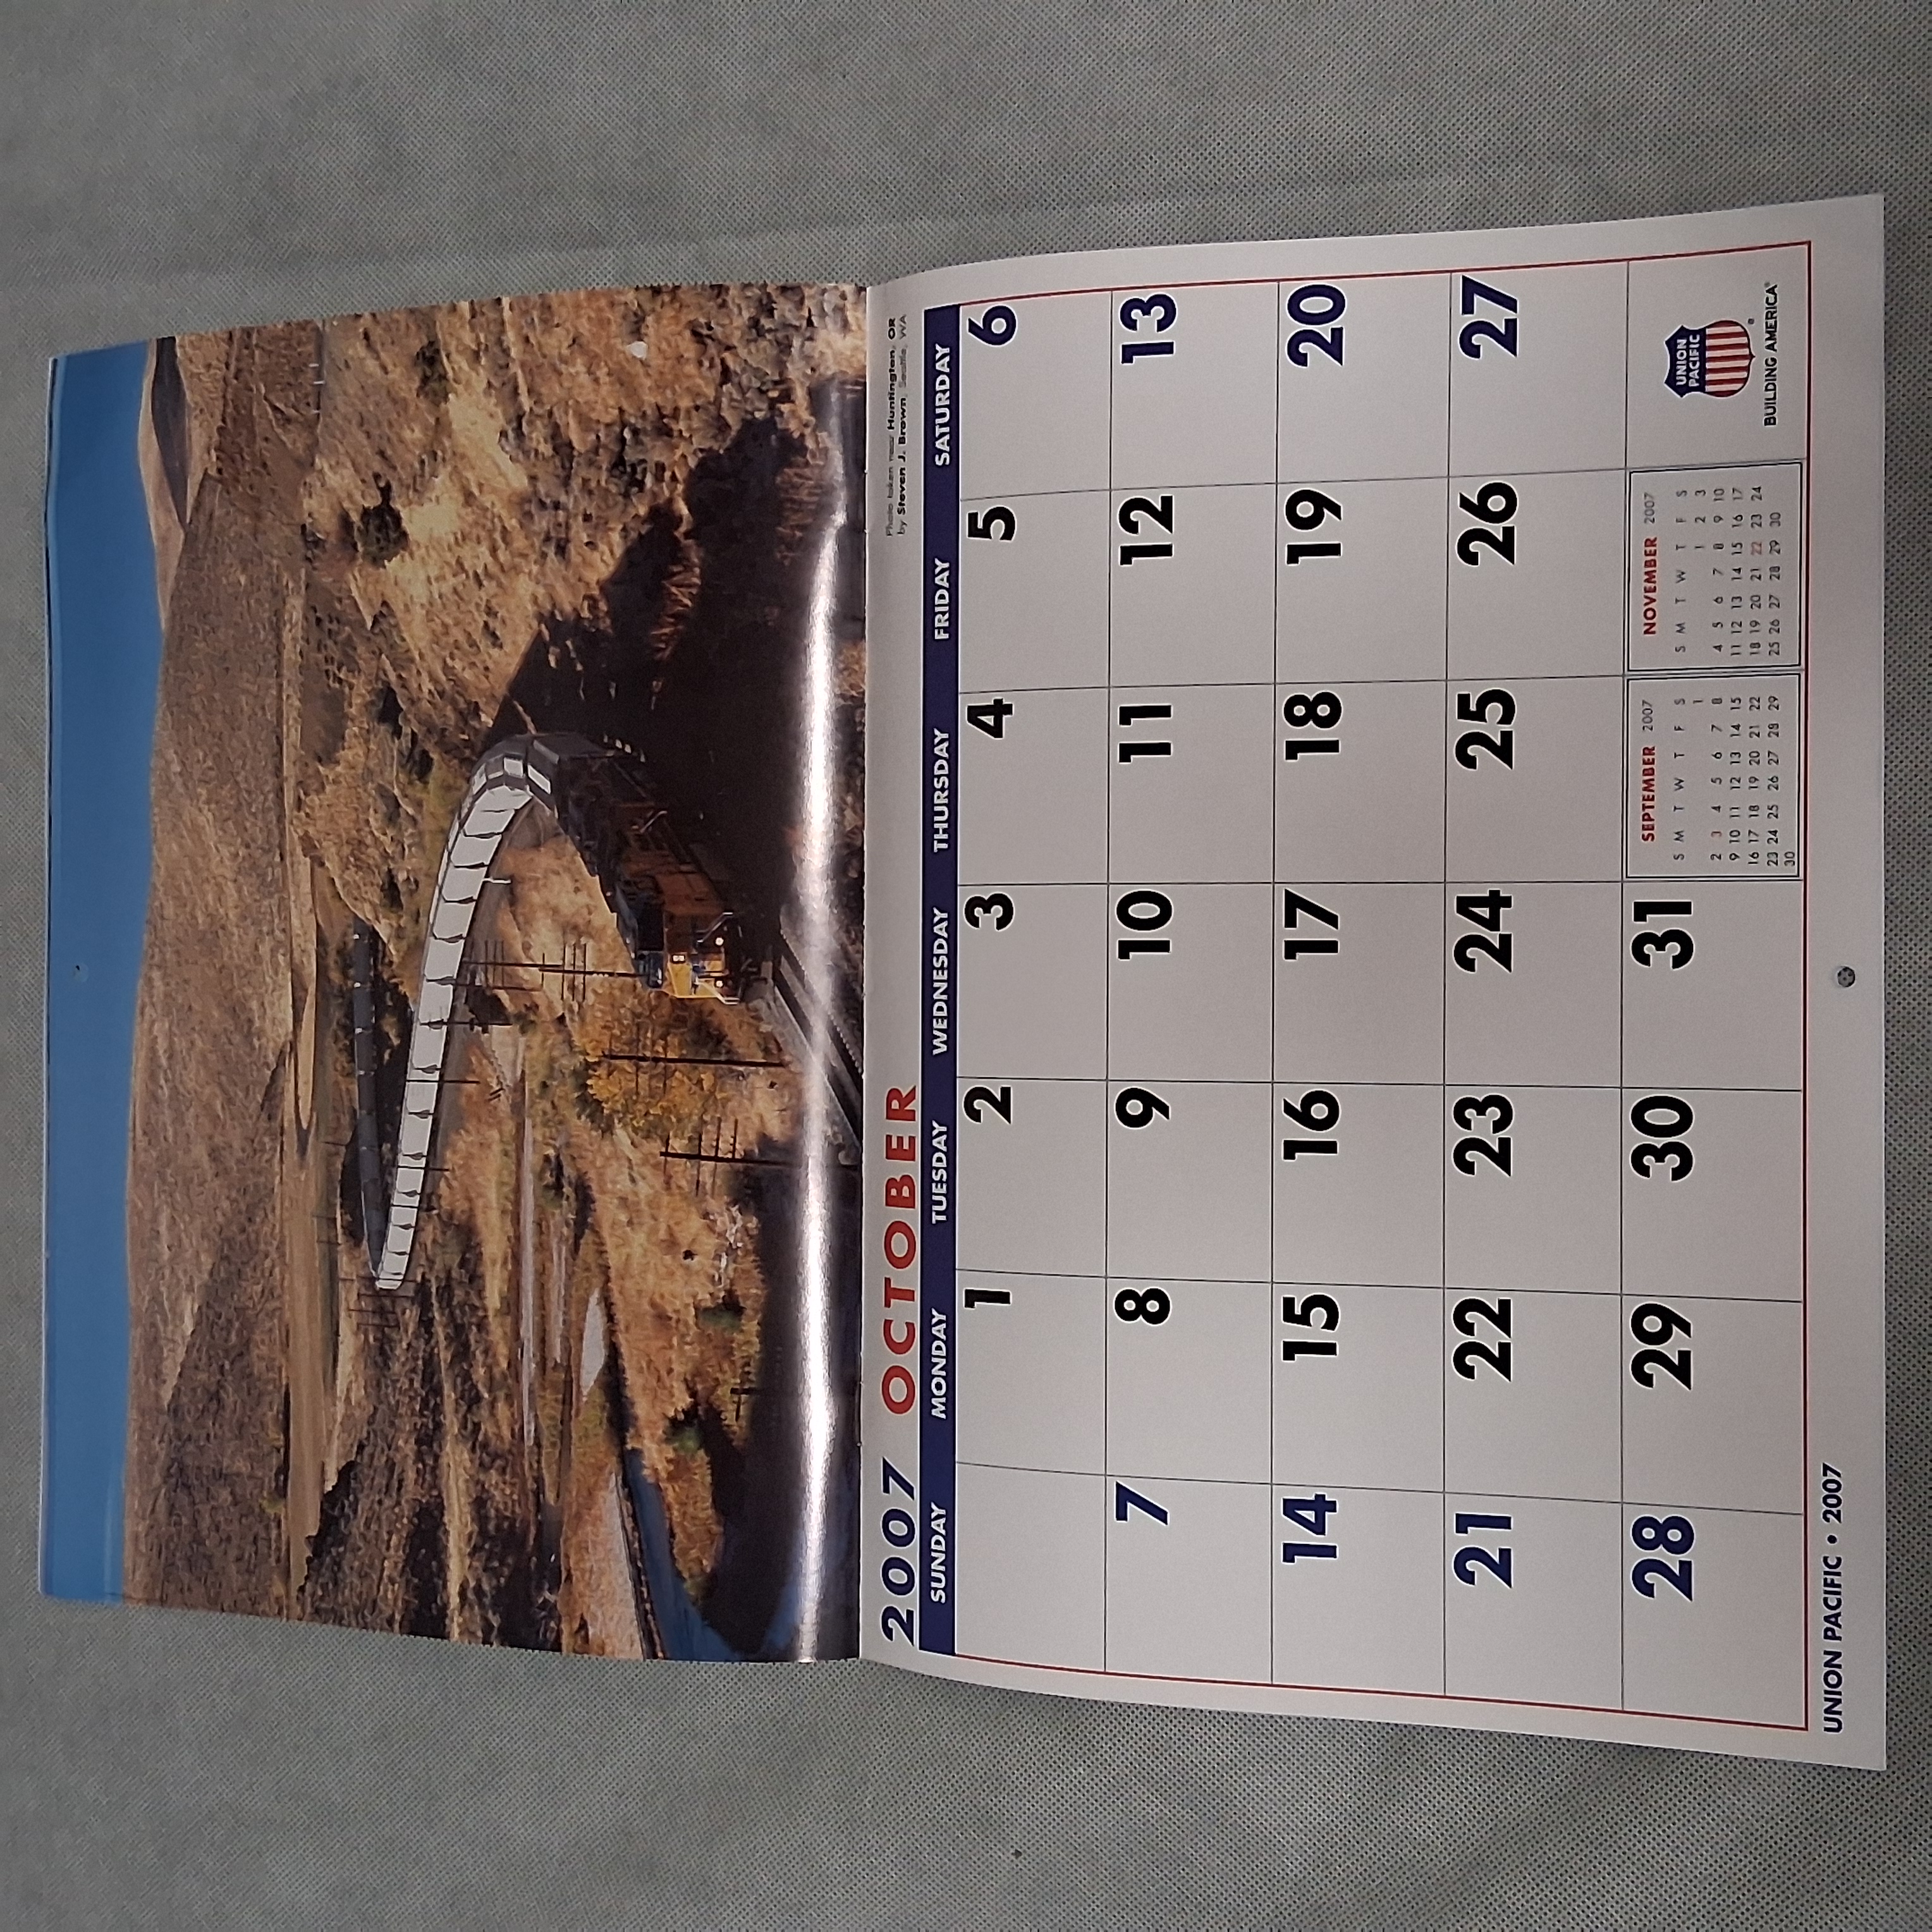 Photo taken near Huntington, OR
by Steven J. Brown, Seattle, WA
2007 OCTOBER
SUNDAY MONDAY TUESDAY WEDNESDAY THURSDAY FRIDAY SATURDAY
1 2 3 4 5 6
7 8 9 10 11 12 13
14 15 16 17 18 19 20
21 22 23 24 25 26 27
28 29 30 31
SEPTEMBER 2007
S M T W T F S
1
2 3 4 5 6 7 8
9 10 11 12 13 14 15
16 17 18 19 20 21 22
23 24 25 26 27 28 29
30
NOVEMBER 2007
S M T W T F S
1 2 3
4 5 6 7 8 9 10
11 12 13 14 15 16 17
18 19 20 21 22 23 24
25 26 27 28 29 30
UNION
PACIFIC
®
BUILDING AMERICA®
UNION PACIFIC • 2007